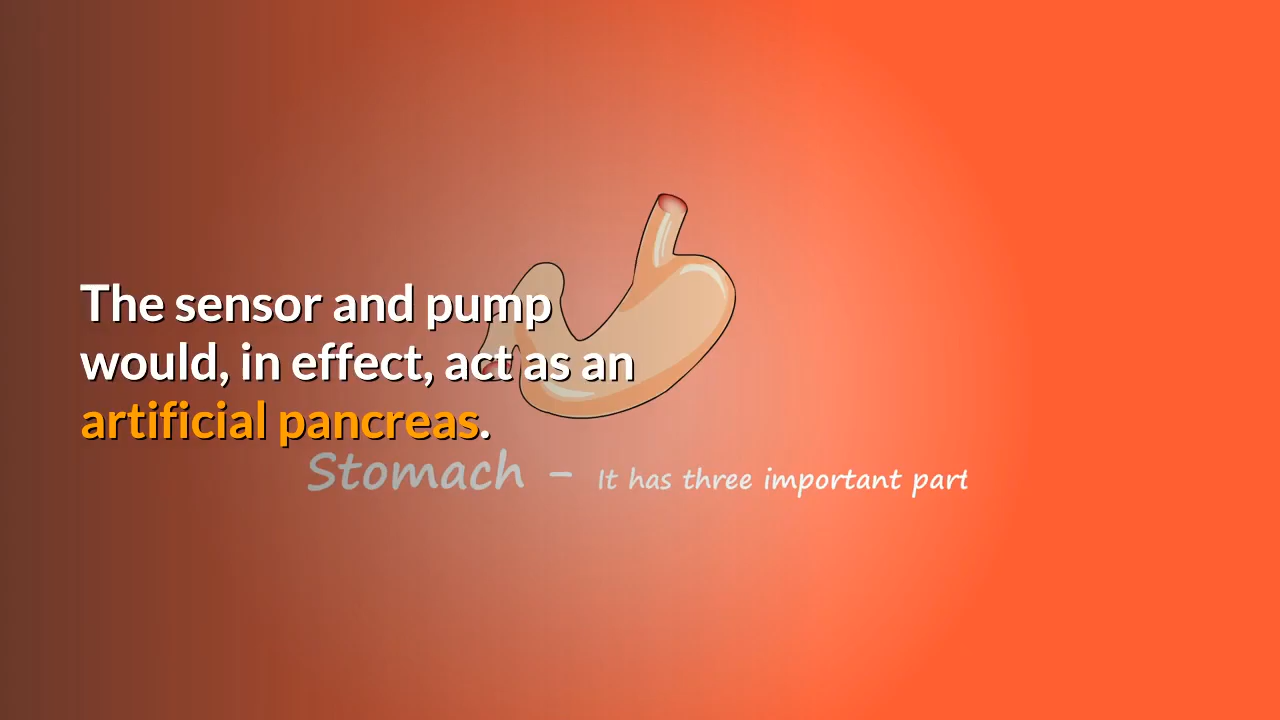 The sensor and pump
would, in effect, act as an
artificial pancreas.
Stomach - It has three important part